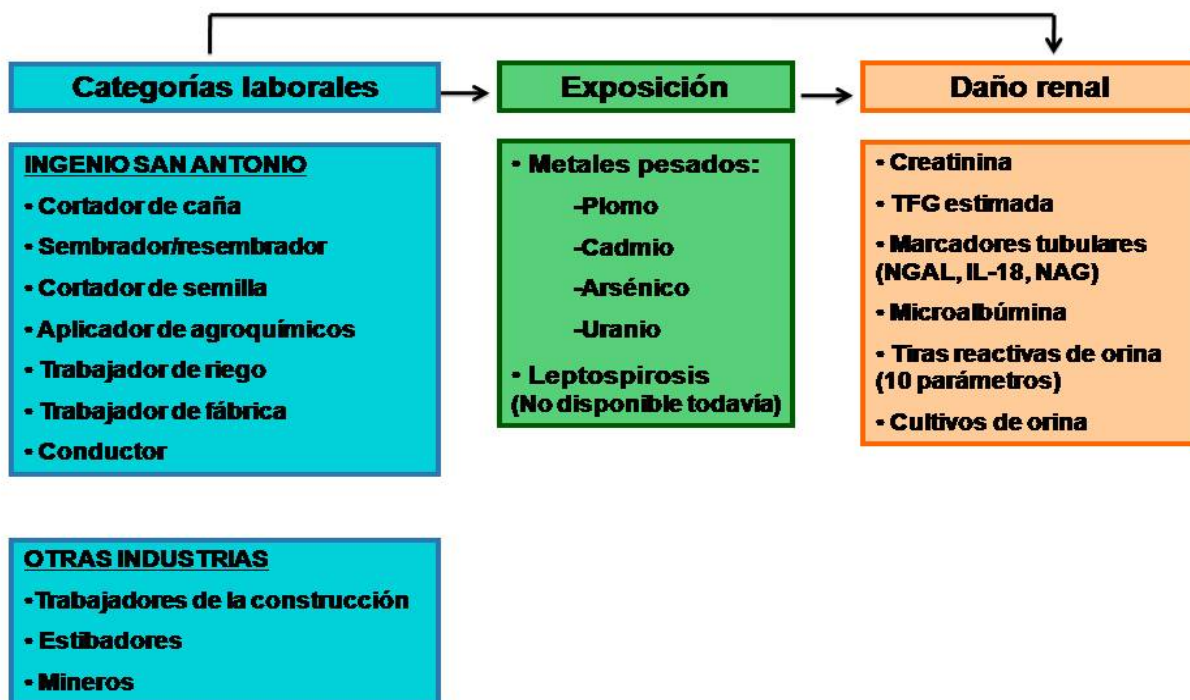 Categorías laborales
Exposición
Daño renal
INGENIO SAN ANTONIO
• Cortador de caña
• Sembrador/resembrador
• Cortador de semilla
• Aplicador de agroquímicos
• Trabajador de riego
• Trabajador de fábrica
• Conductor
• Metales pesados:
-Plomo
-Cadmio
-Arsénico
-Uranio
• Leptospirosis
(No disponible todavía)
• Creatinina
• TFG estimada
• Marcadores tubulares
(NGAL, IL-18, NAG)
• Microalbúmina
• Tiras reactivas de orina
(10 parámetros)
• Cultivos de orina
OTRAS INDUSTRIAS
•Trabajadores de la construcción
• Estibadores
• Mineros